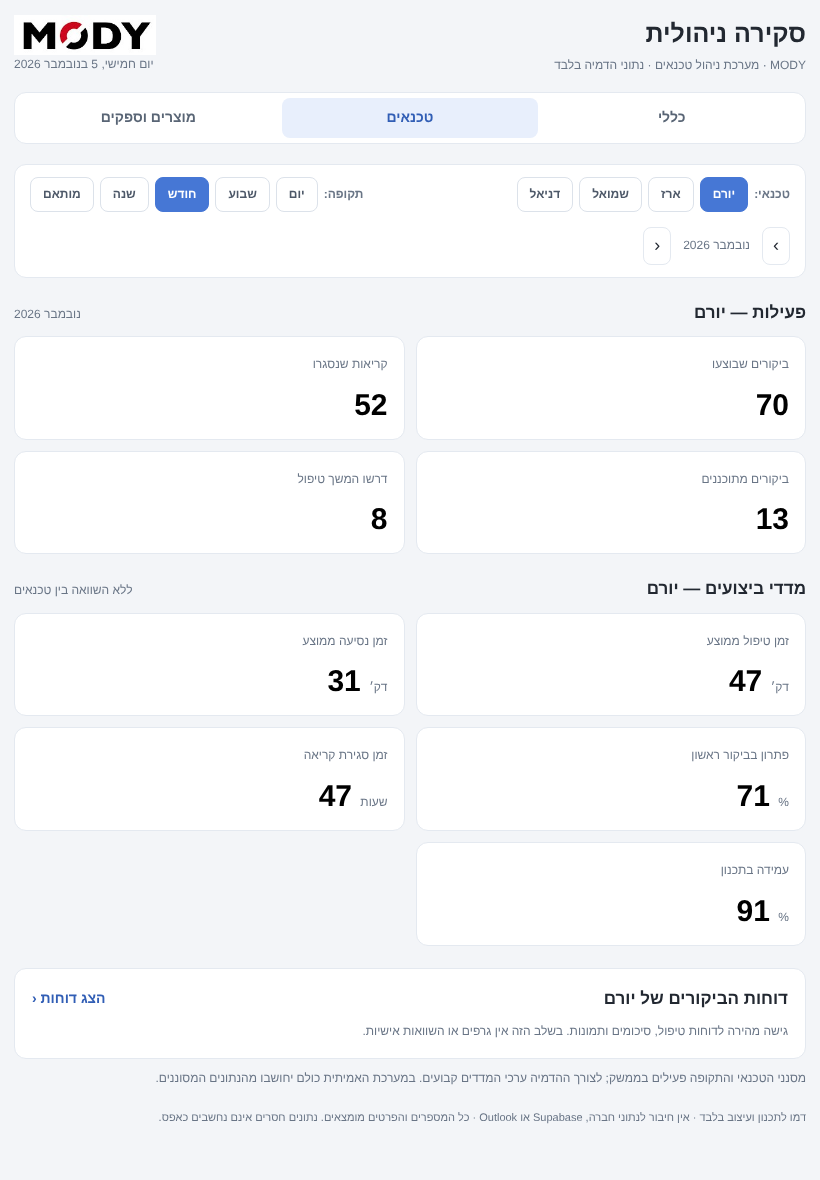 סקירה ניהולית
MODY · מערכת ניהול טכנאים · נתוני הדמיה בלבד
MODY
יום חמישי, 5 בנובמבר 2026
כללי
טכנאים
מוצרים וספקים
טכנאי: יורם ארז שמואל דניאל
תקופה: יום שבוע חודש שנה מותאם
‹ נובמבר 2026 ›
פעילות — יורם
נובמבר 2026
ביקורים שבוצעו
70
קריאות שנסגרו
52
ביקורים מתוכננים
13
דרשו המשך טיפול
8
מדדי ביצועים — יורם
ללא השוואה בין טכנאים
זמן טיפול ממוצע
47 דק׳
זמן נסיעה ממוצע
31 דק׳
פתרון בביקור ראשון
71 %
זמן סגירת קריאה
47 שעות
עמידה בתכנון
91 %
דוחות הביקורים של יורם
הצג דוחות ›
גישה מהירה לדוחות טיפול, סיכומים ותמונות. בשלב הזה אין גרפים או השוואות אישיות.
מסנני הטכנאי והתקופה פעילים בממשק; לצורך ההדמיה ערכי המדדים קבועים. במערכת האמיתית כולם יחושבו מהנתונים המסוננים.
דמו לתכנון ועיצוב בלבד · אין חיבור לנתוני חברה, Supabase או Outlook · כל המספרים והפרטים מומצאים. נתונים חסרים אינם נחשבים כאפס.